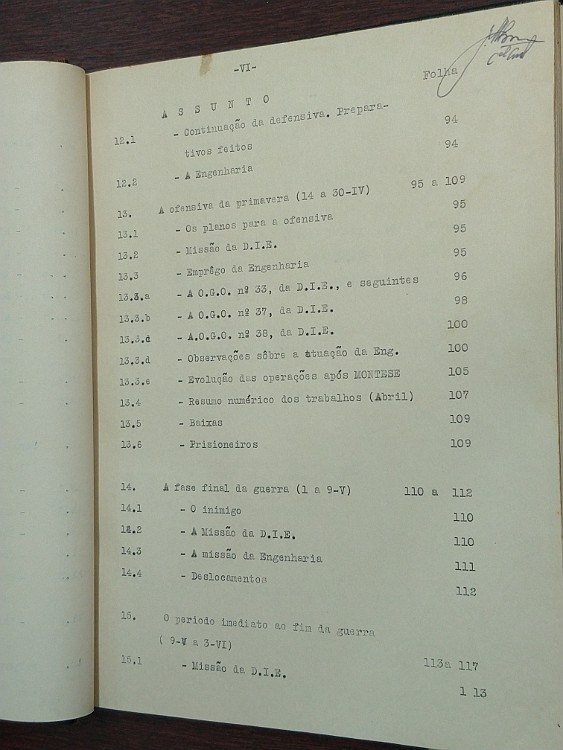 -VI-
A S S U N T O Folha
12.1 - Continuação da defensiva. Prepara- 94
tivos feitos 94
12.2 - A Engenharia
13. A ofensiva da primavera (14 a 30-IV) 95 a 109
13.1 - Os planos para a ofensiva 95
13.2 - Missão da D.I.E. 95
13.3 - Emprêgo da Engenharia 95
13.3.a - A O.G.O. nº 33, da D.I.E., e seguintes 96
13.3.b - A O.G.O. nº 37, da D.I.E. 98
13.3.c - A.O.G.O. nº 38, da D.I.E. 100
13.3.d - Observações sôbre a atuação da Eng. 100
13.3.e - Evolução das operações após MONTESE 105
13.4 - Resumo numérico dos trabalhos (Abril) 107
13.5 - Baixas 109
13.6 - Prisioneiros 109
14. A fase final da guerra (1 a 9-V) 110 a 112
14.1 - O inimigo 110
14.2 - A Missão da D.I.E. 110
14.3 - A missão da Engenharia 111
14.4 - Deslocamentos 112
15. O periodo imediato ao fim da guerra
( 9-V a 3-VI) 113a 117
15.1 - Missão da D.I.E. 1 13